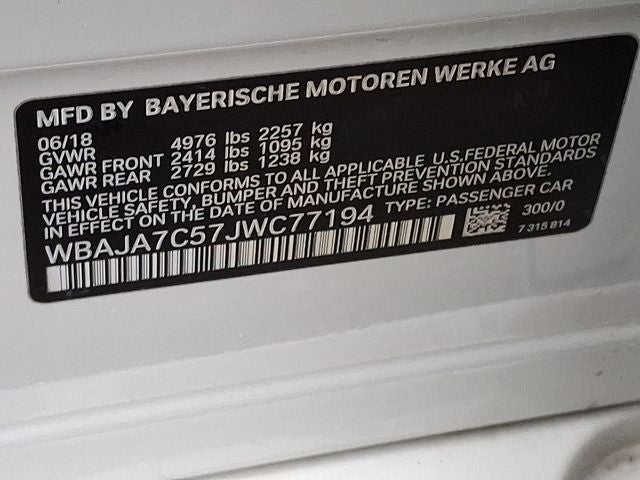 MFD BY BAYERISCHE MOTOREN WERKE AG
06/18
GVWR 4976 lbs 2257 kg
GAWR FRONT 2414 lbs 1095 kg
GAWR REAR 2729 lbs 1238 kg
THIS VEHICLE CONFORMS TO ALL APPLICABLE U.S.FEDERAL MOTOR
VEHICLE SAFETY, BUMPER AND THEFT PREVENTION STANDARDS
IN EFFECT ON THE DATE OF MANUFACTURE SHOWN ABOVE.
WBAJA7C57JWC77194 TYPE: PASSENGER CAR
300/0
7 315 814